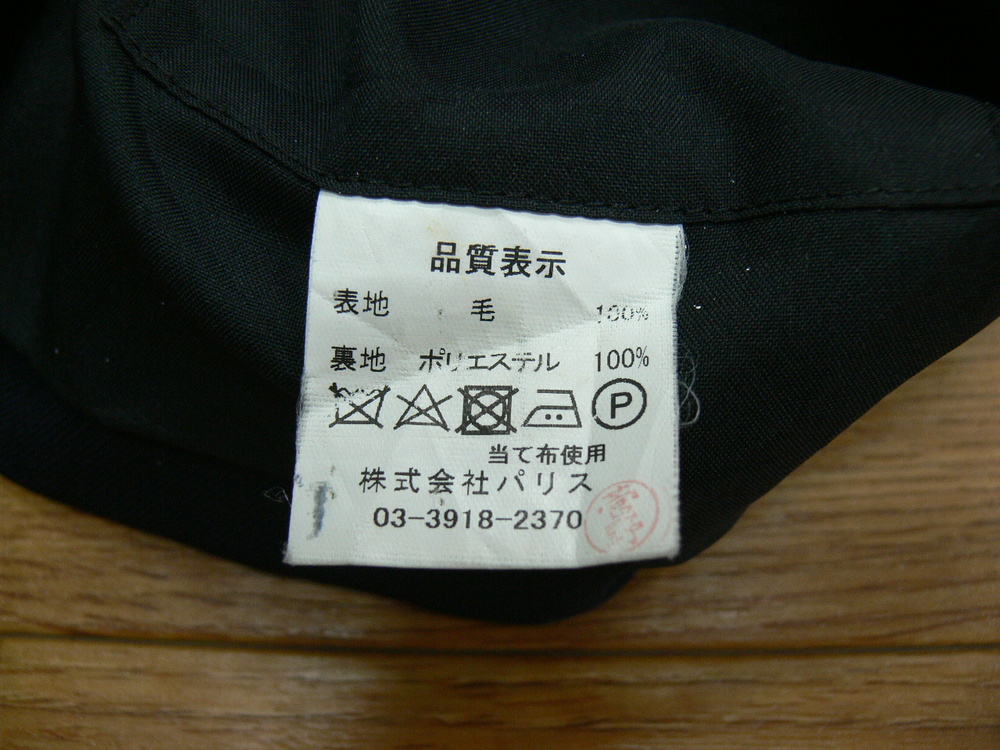 品質表示
表地 毛 100%
裏地 ポリエステル 100%
P
当て布使用
株式会社パリス
03-3918-2370